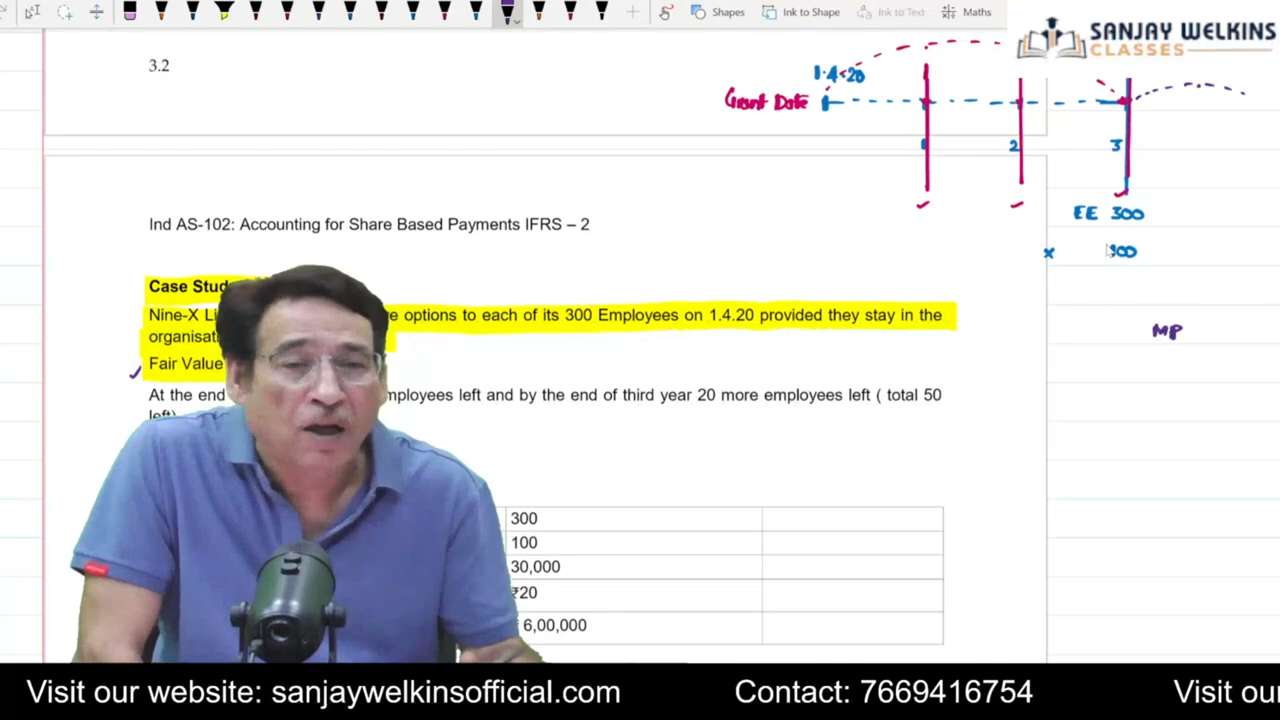 Shapes Ink to Shape Ink to Text Maths
SANJAY WELKINS
CLASSES
3.2
1.4.20
Grant Date
1 2 3
EE 300
x 100
MP
Ind AS-102: Accounting for Share Based Payments IFRS – 2
Case Stud
Nine-X Li options to each of its 300 Employees on 1.4.20 provided they stay in the
organisat
Fair Value
At the end employees left and by the end of third year 20 more employees left ( total 50
left)
300
100
30,000
₹20
6,00,000
Visit our website: sanjaywelkinsofficial.com Contact: 7669416754 Visit ou